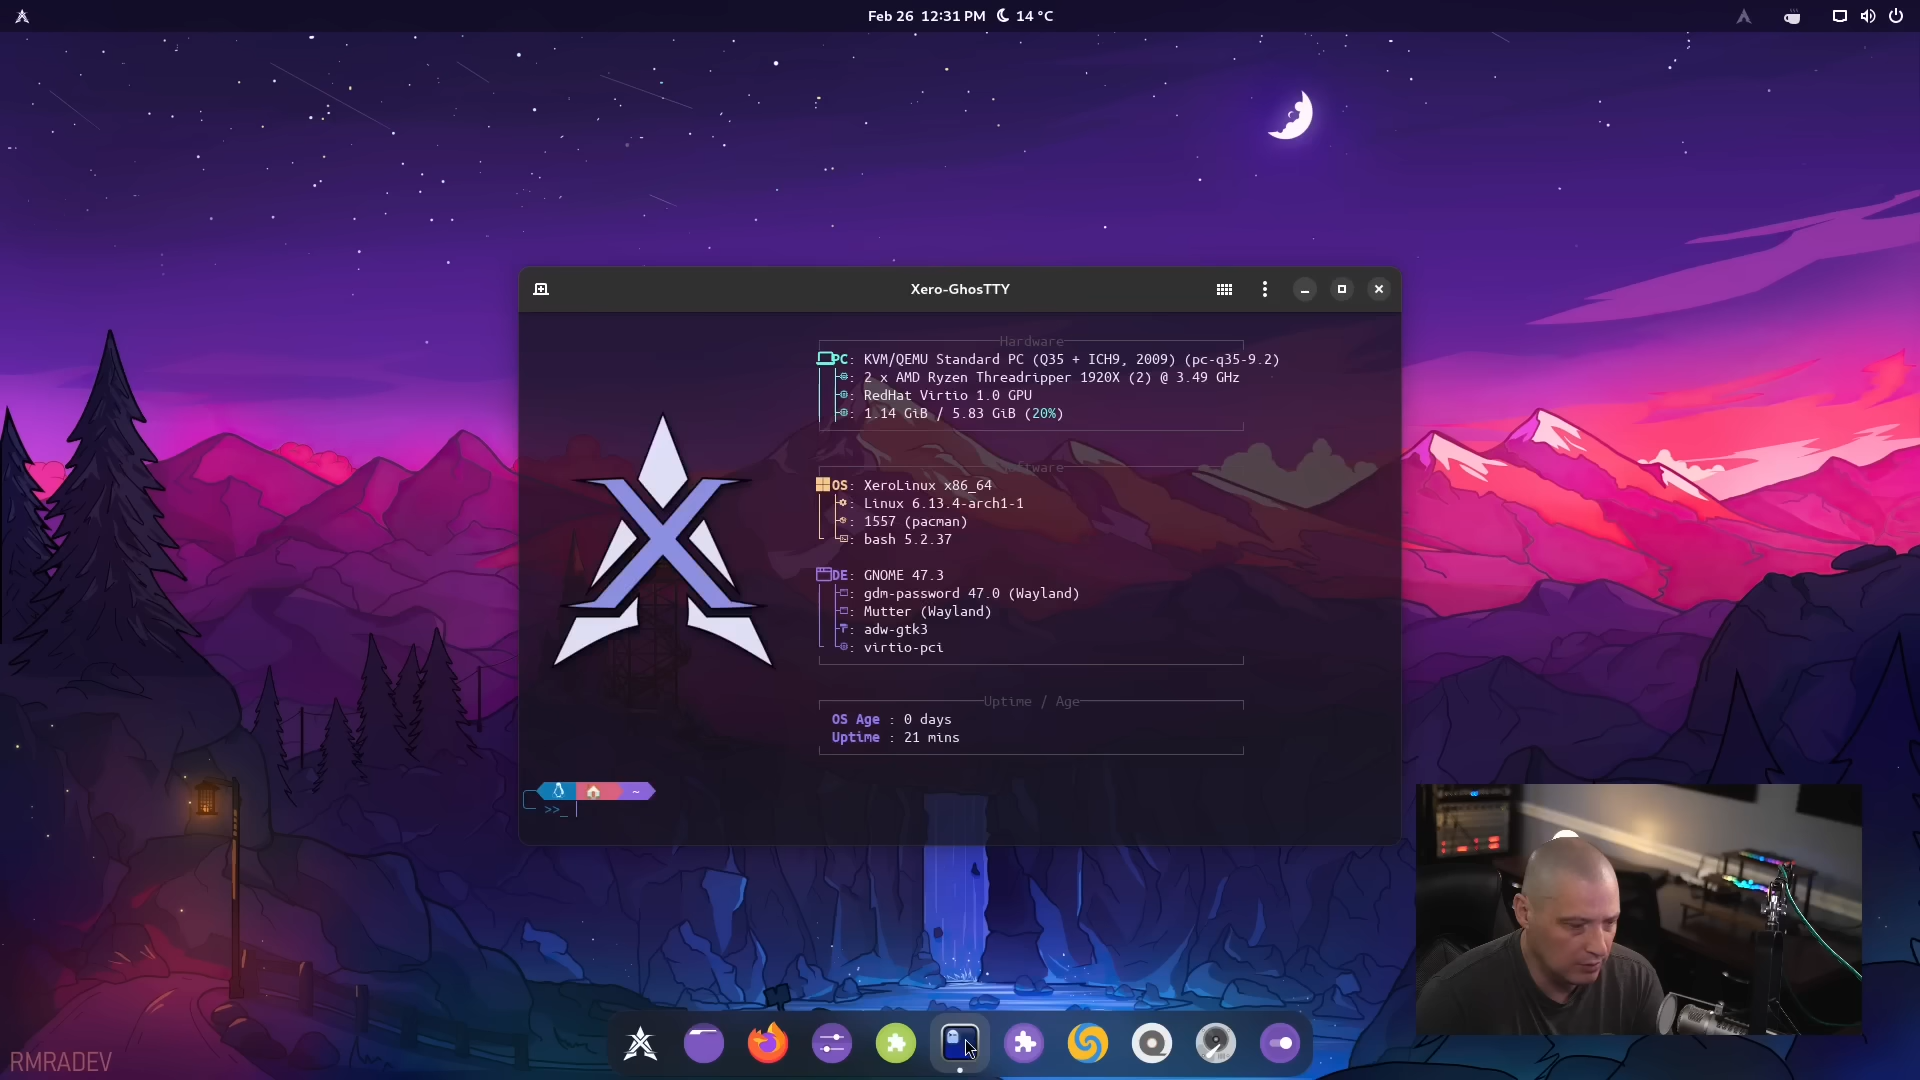 Feb 26 12:31 PM 14 °C
Xero-GhosTTY
Hardware
PC: KVM/QEMU Standard PC (Q35 + ICH9, 2009) (pc-q35-9.2)
: 2 x AMD Ryzen Threadripper 1920X (2) @ 3.49 GHz
: RedHat Virtio 1.0 GPU
: 1.14 GiB / 5.83 GiB (20%)
Software
OS: XeroLinux x86_64
: Linux 6.13.4-arch1-1
: 1557 (pacman)
: bash 5.2.37
DE: GNOME 47.3
: gdm-password 47.0 (Wayland)
: Mutter (Wayland)
: adw-gtk3
: virtio-pci
Uptime / Age
OS Age : 0 days
Uptime : 21 mins
~
>>_
RMRADEV